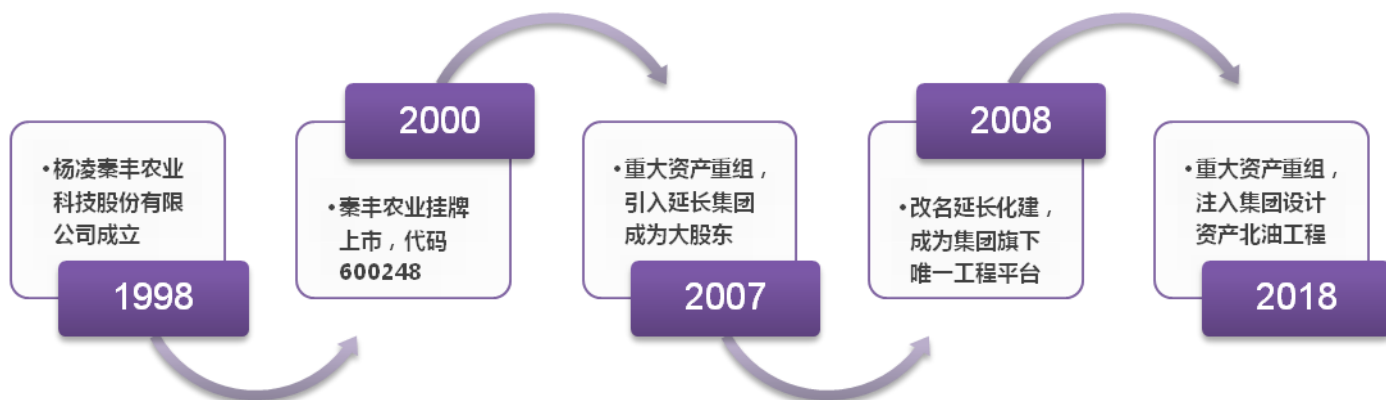 •杨凌秦丰农业
科技股份有限
公司成立
1998
2000
•秦丰农业挂牌
上市，代码
600248
•重大资产重组，
引入延长集团
成为大股东
2007
2008
•改名延长化建，
成为集团旗下
唯一工程平台
•重大资产重组，
注入集团设计
资产北油工程
2018